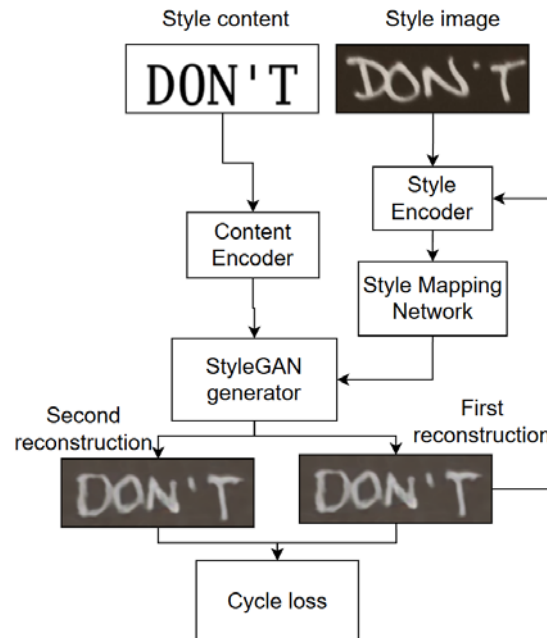 Style content
Style image
DON'T
DON'T
Style
Encoder
Content
Encoder
Style Mapping
Network
StyleGAN
generator
Second
reconstruction
First
reconstruction
DON'T
DON'T
Cycle loss